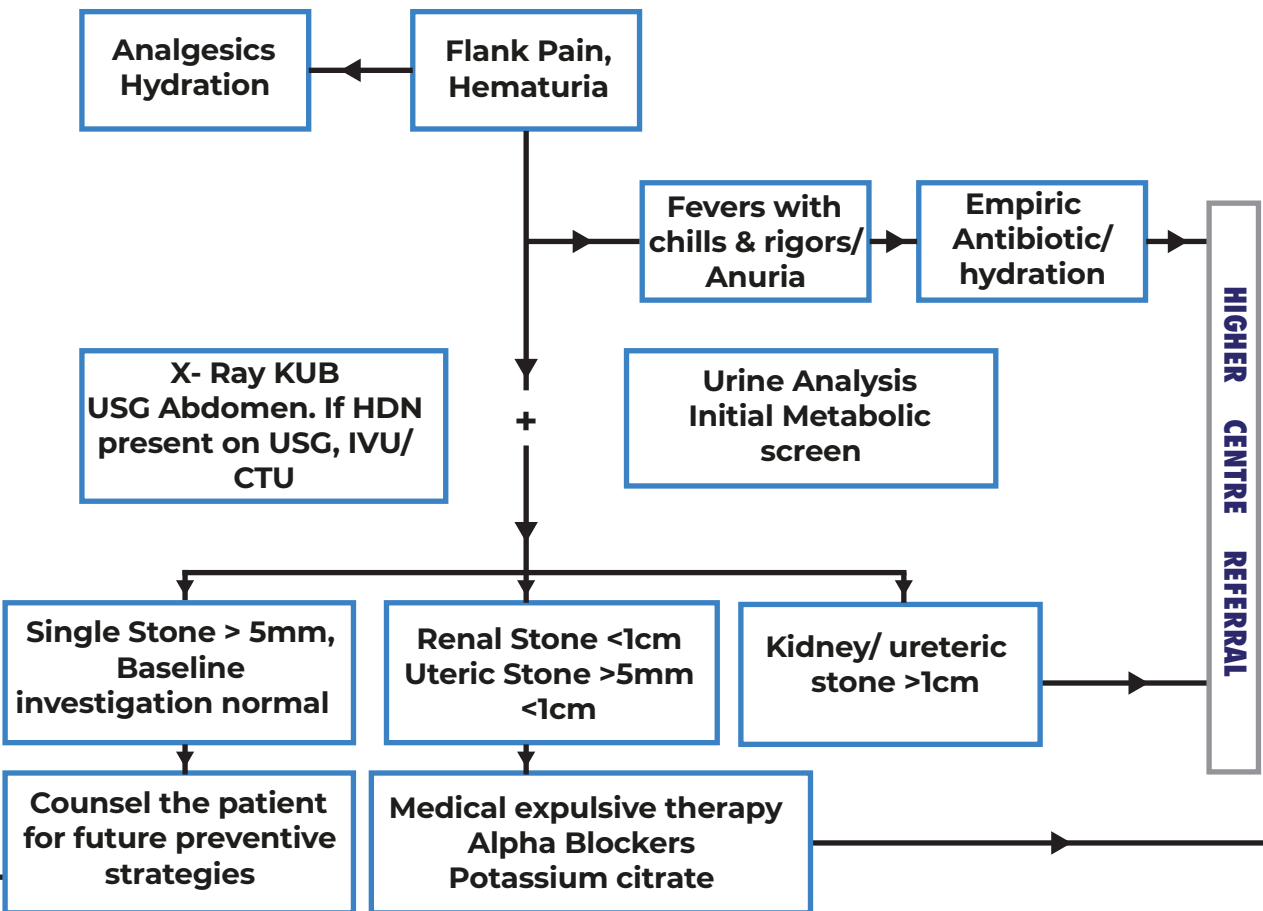 Analgesics
Hydration
Flank Pain,
Hematuria
Fevers with
chills & rigors/
Anuria
Empiric
Antibiotic/
hydration
HIGHER CENTRE REFERRAL
X- Ray KUB
USG Abdomen. If HDN
present on USG, IVU/
CTU
+
Urine Analysis
Initial Metabolic
screen
Single Stone > 5mm,
Baseline
investigation normal
Renal Stone <1cm
Uteric Stone >5mm
<1cm
Kidney/ ureteric
stone >1cm
Counsel the patient
for future preventive
strategies
Medical expulsive therapy
Alpha Blockers
Potassium citrate